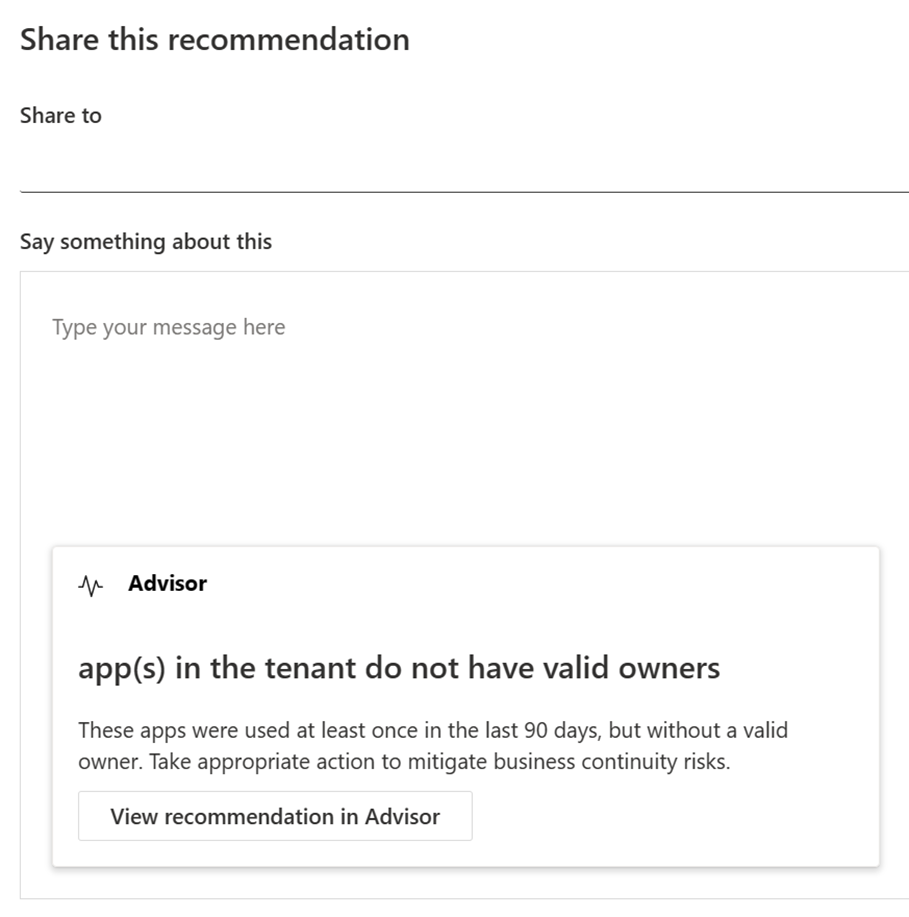 Share this recommendation
Share to
Say something about this
Type your message here
Advisor
app(s) in the tenant do not have valid owners
These apps were used at least once in the last 90 days, but without a valid
owner. Take appropriate action to mitigate business continuity risks.
View recommendation in Advisor